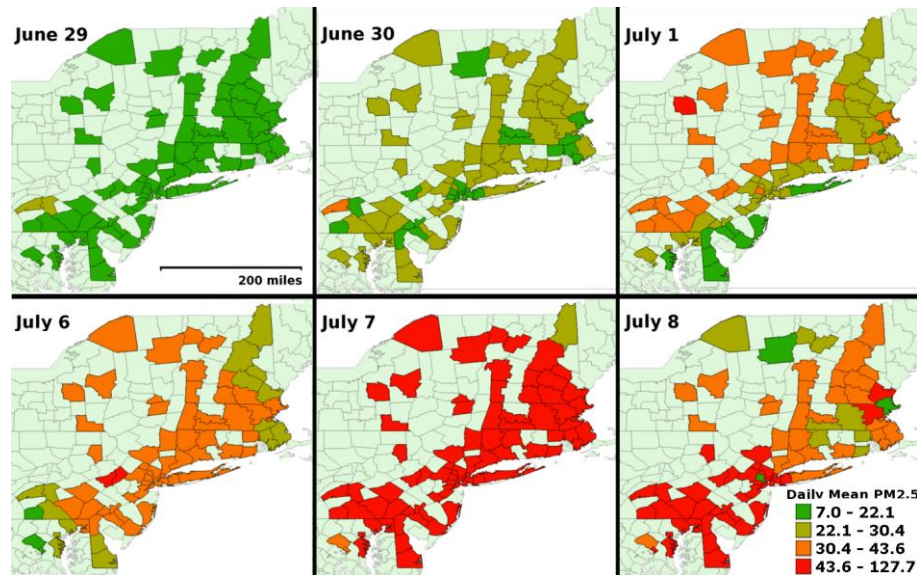 June 29
June 30
July 1
200 miles
July 6
July 7
July 8
Daily Mean PM2.5
7.0 - 22.1
22.1 - 30.4
30.4 - 43.6
43.6 - 127.7